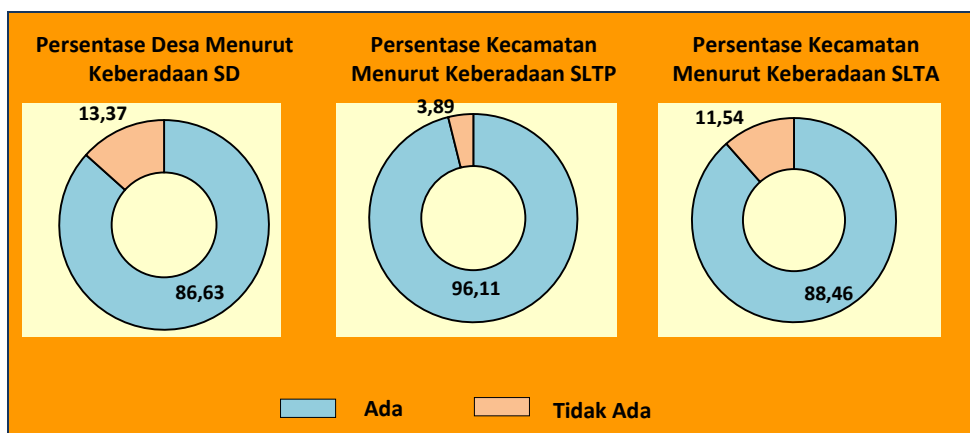 Persentase Desa Menurut
Keberadaan SD
13,37
86,63
Persentase Kecamatan
Menurut Keberadaan SLTP
3,89
96,11
Persentase Kecamatan
Menurut Keberadaan SLTA
11,54
88,46
Ada
Tidak Ada